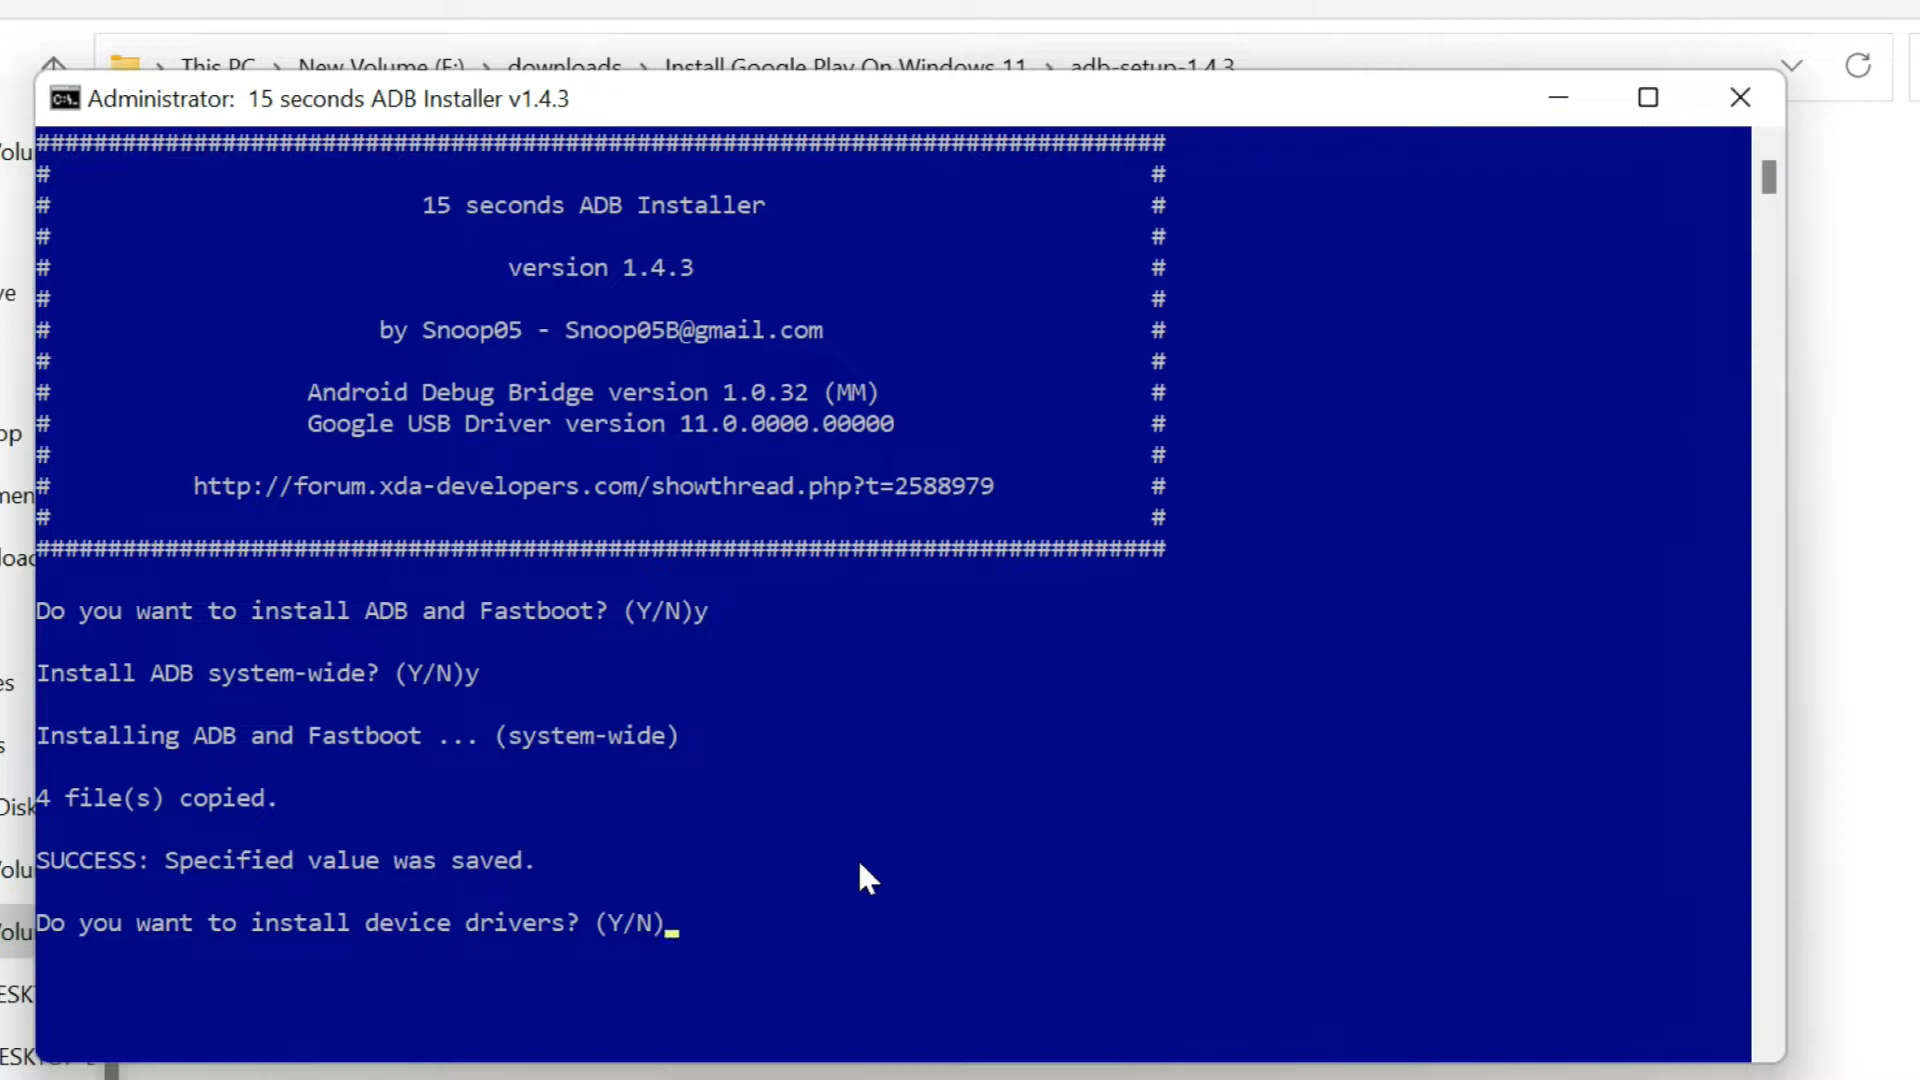 This PC > New Volume (F:) > downloads > Install Google Play On Windows 11 > adb-setup-1.4.3
Administrator:  15 seconds ADB Installer v1.4.3
###############################################################################
#                                                                             #
#                          15 seconds ADB Installer                           #
#                                                                             #
#                                version 1.4.3                                #
#                                                                             #
#                       by Snoop05 - Snoop05B@gmail.com                       #
#                                                                             #
#                  Android Debug Bridge version 1.0.32 (MM)                   #
#                  Google USB Driver version 11.0.0000.00000                  #
#                                                                             #
#          http://forum.xda-developers.com/showthread.php?t=2588979           #
#                                                                             #
###############################################################################
Do you want to install ADB and Fastboot? (Y/N)y
Install ADB system-wide? (Y/N)y
Installing ADB and Fastboot ... (system-wide)
4 file(s) copied.
SUCCESS: Specified value was saved.
Do you want to install device drivers? (Y/N)